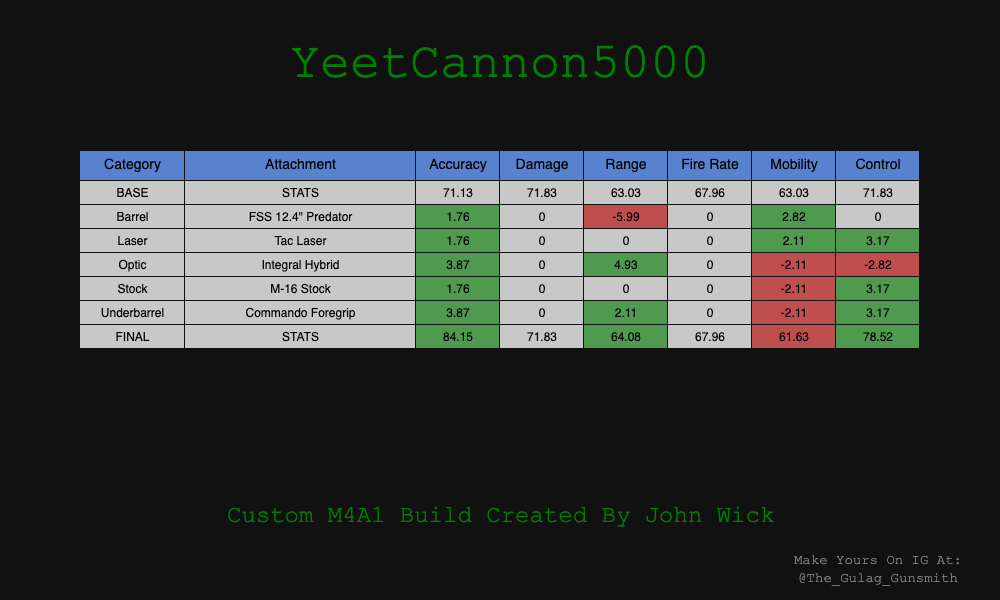 YeetCannon5000
Category Attachment Accuracy Damage Range Fire Rate Mobility Control
BASE STATS 71.13 71.83 63.03 67.96 63.03 71.83
Barrel FSS 12.4" Predator 1.76 0 -5.99 0 2.82 0
Laser Tac Laser 1.76 0 0 0 2.11 3.17
Optic Integral Hybrid 3.87 0 4.93 0 -2.11 -2.82
Stock M-16 Stock 1.76 0 0 0 -2.11 3.17
Underbarrel Commando Foregrip 3.87 0 2.11 0 -2.11 3.17
FINAL STATS 84.15 71.83 64.08 67.96 61.63 78.52
Custom M4A1 Build Created By John Wick
Make Yours On IG At:
@The_Gulag_Gunsmith